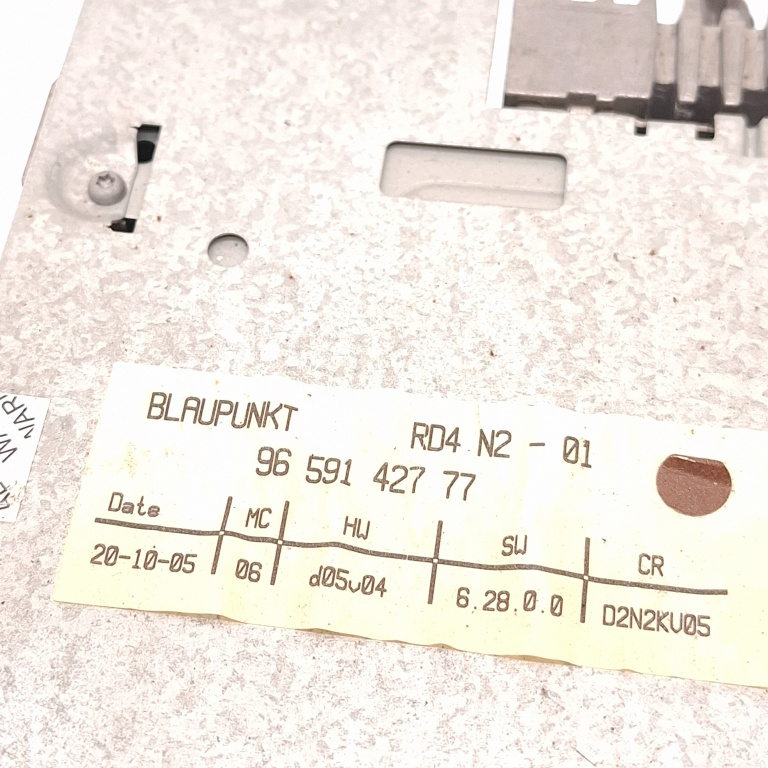 BLAUPUNKT RD4 N2 - 01
96 591 427 77
Date MC HW SW CR
20-10-05 06 d05v04 6.28.0.0 D2N2KV05